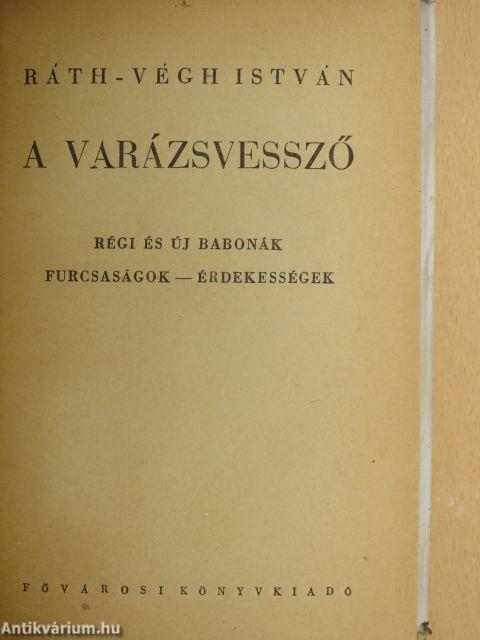 RÁTH-VÉGH ISTVÁN
A VARÁZSVESSZŐ
RÉGI ÉS ÚJ BABONÁK
FURCSASÁGOK — ÉRDEKESSÉGEK
FŐVÁROSI KÖNYVKIADÓ
Antikvárium.hu